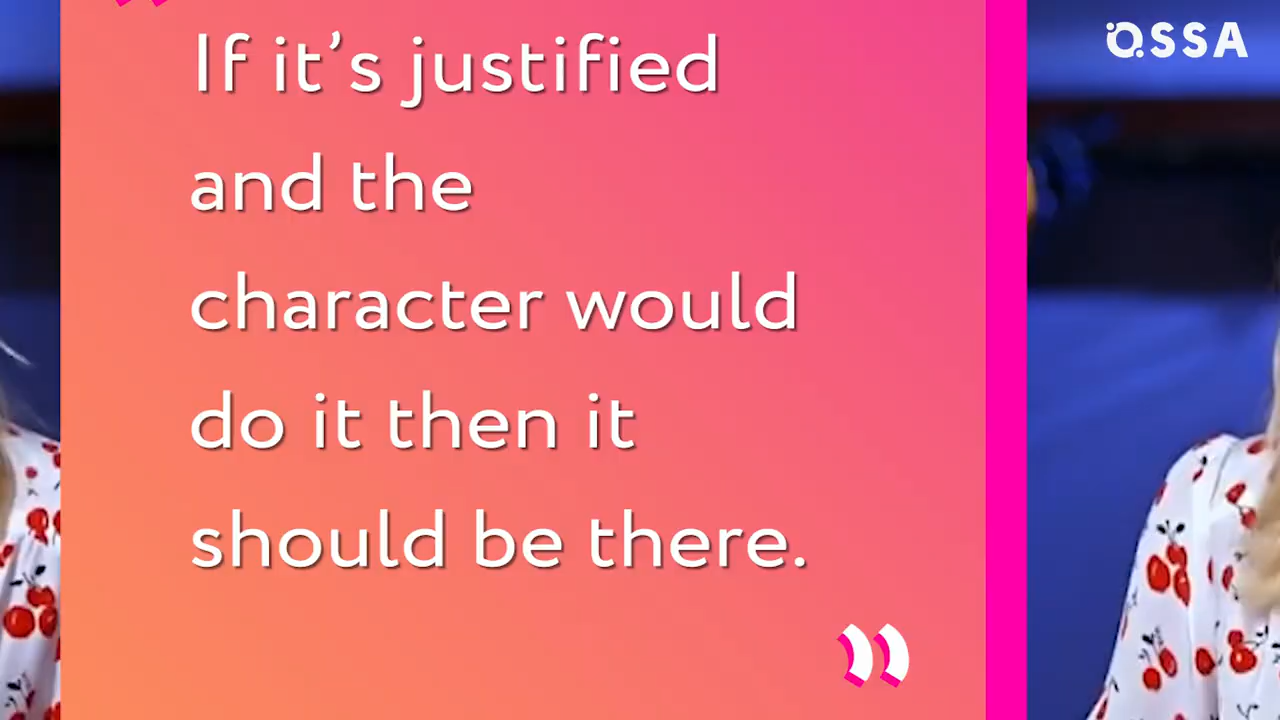 OSSA
If it’s justified
and the
character would
do it then it
should be there.